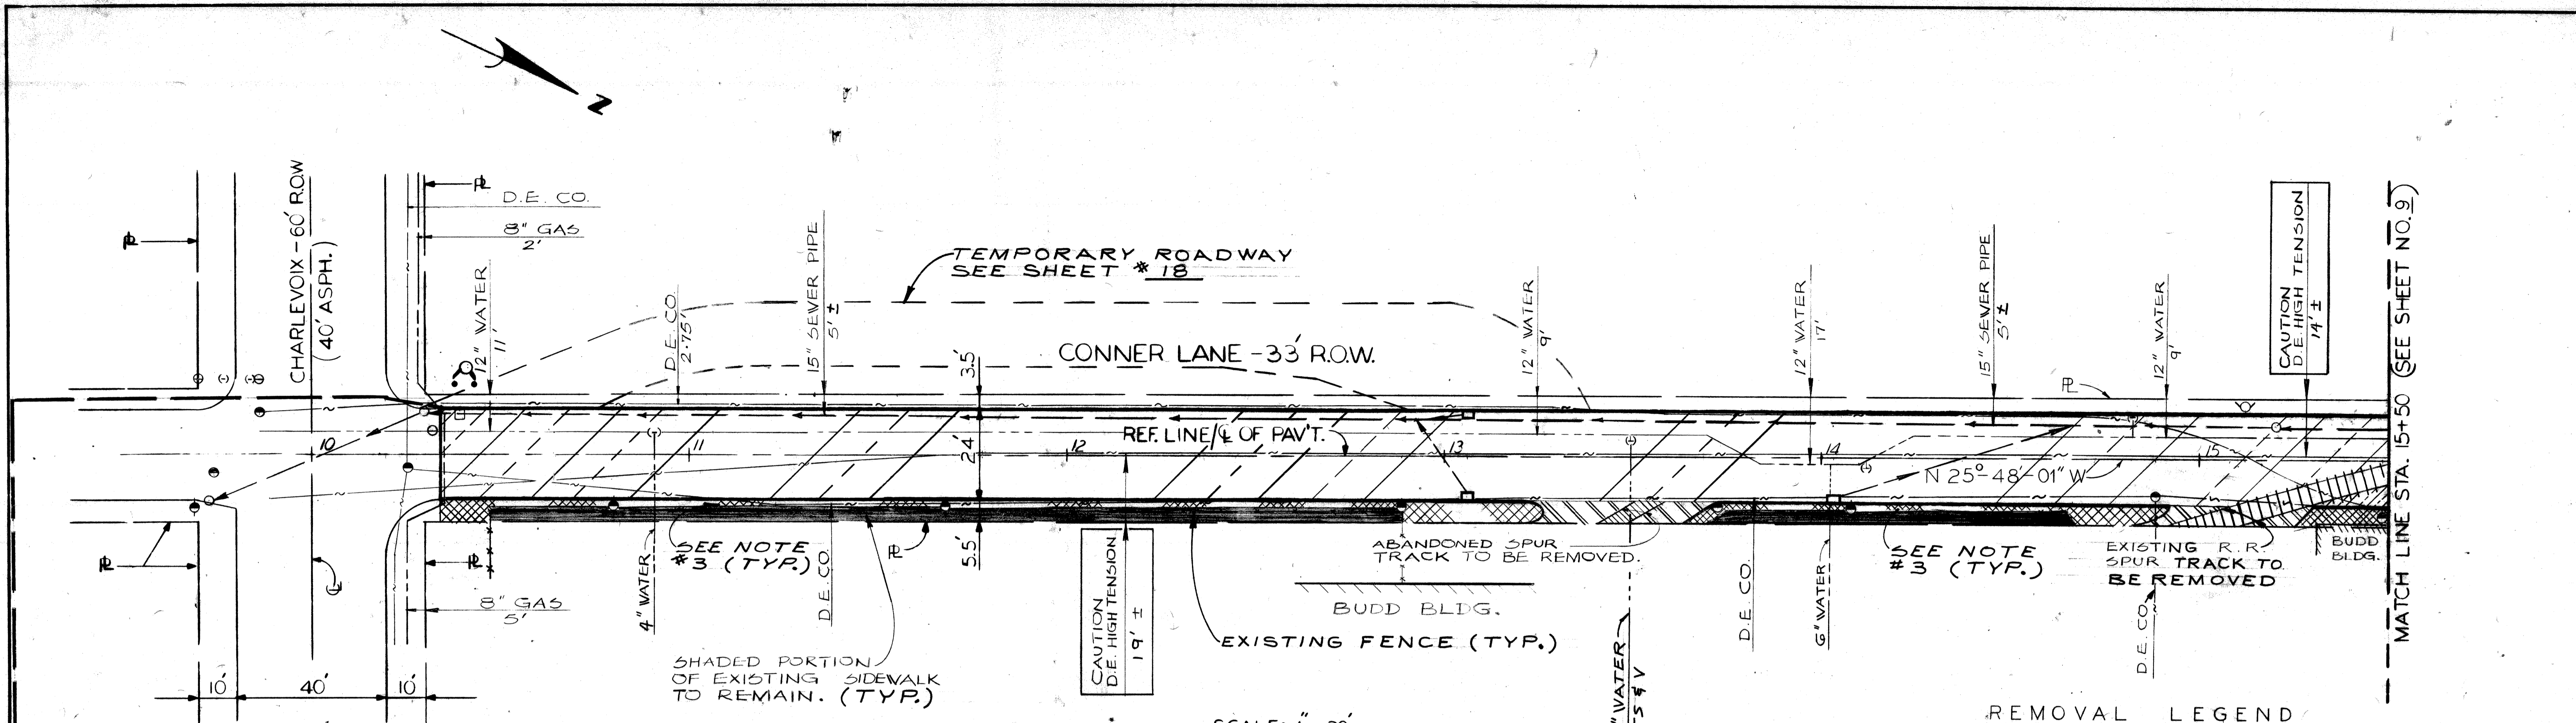 N
CHARLEVOIX - 60' R.O.W
(40' ASPH.)
P̲L
D.E. CO.
8" GAS
2'
P̲L
12" WATER
11'
D.E. CO.
2.75'
15" SEWER PIPE
5' ±
TEMPORARY ROADWAY
SEE SHEET # 18
3.5'
CONNER LANE - 33' R.O.W.
12" WATER
9'
12" WATER
17'
15" SEWER PIPE
5' ±
12" WATER
9'
PL
CAUTION
D.E. HIGH TENSION
14' ±
MATCH LINE STA. 15+50 (SEE SHEET NO. 9)
10
11
24'
12
REF. LINE/℄ OF PAV'T.
13
14
15
N 25°-48'-01" W
PL
PL
SEE NOTE
#3 (TYP.)
PL
5.5'
ABANDONED SPUR
TRACK TO BE REMOVED.
SEE NOTE
#3 (TYP.)
EXISTING R.R.
SPUR TRACK TO
BE REMOVED
BUDD
BLDG.
8" GAS
5'
4" WATER
D.E. CO.
CAUTION
D.E. HIGH TENSION
19' ±
BUDD BLDG.
EXISTING FENCE (TYP.)
D.E. CO.
6" WATER
D.E. CO.
SHADED PORTION
OF EXISTING SIDEWALK
TO REMAIN. (TYP.)
10'
40'
10'
" WATER
REMOVAL LEGEND